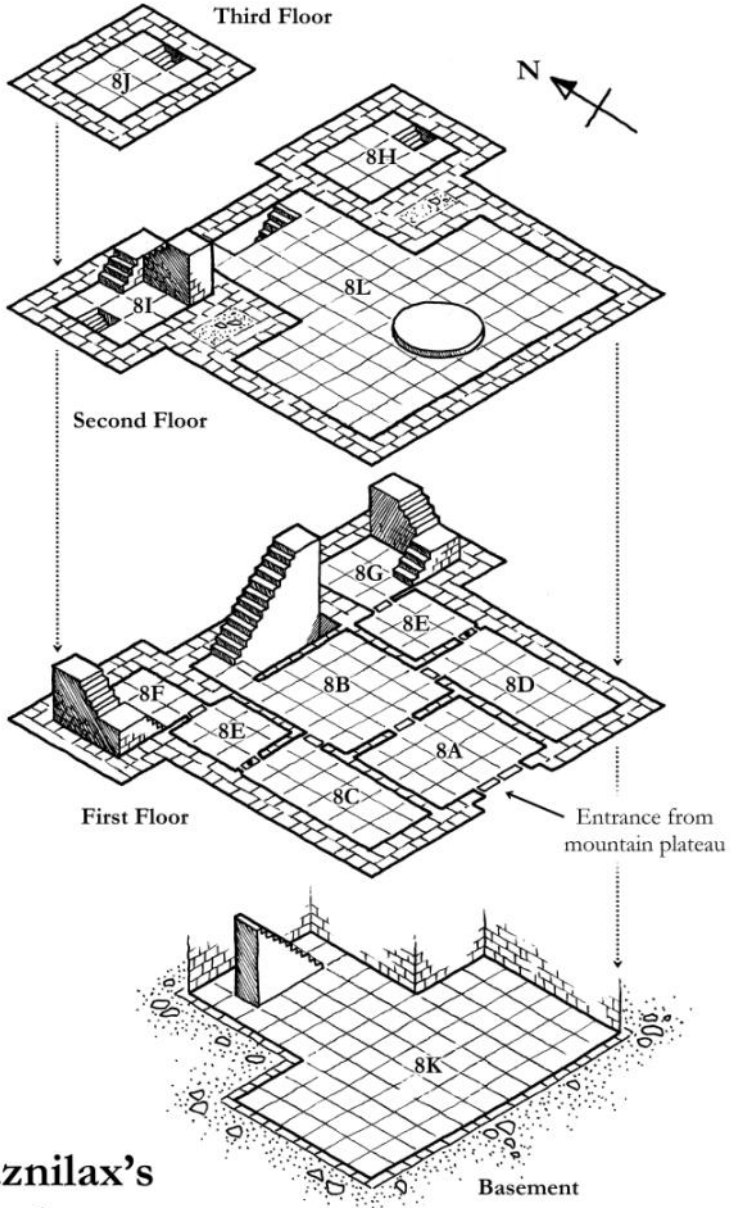 Third Floor
8J
N
8H
8I
8L
Second Floor
8G
8E
8F
8B
8D
8E
8A
8C
First Floor
Entrance from
mountain plateau
8K
znilax's
Basement